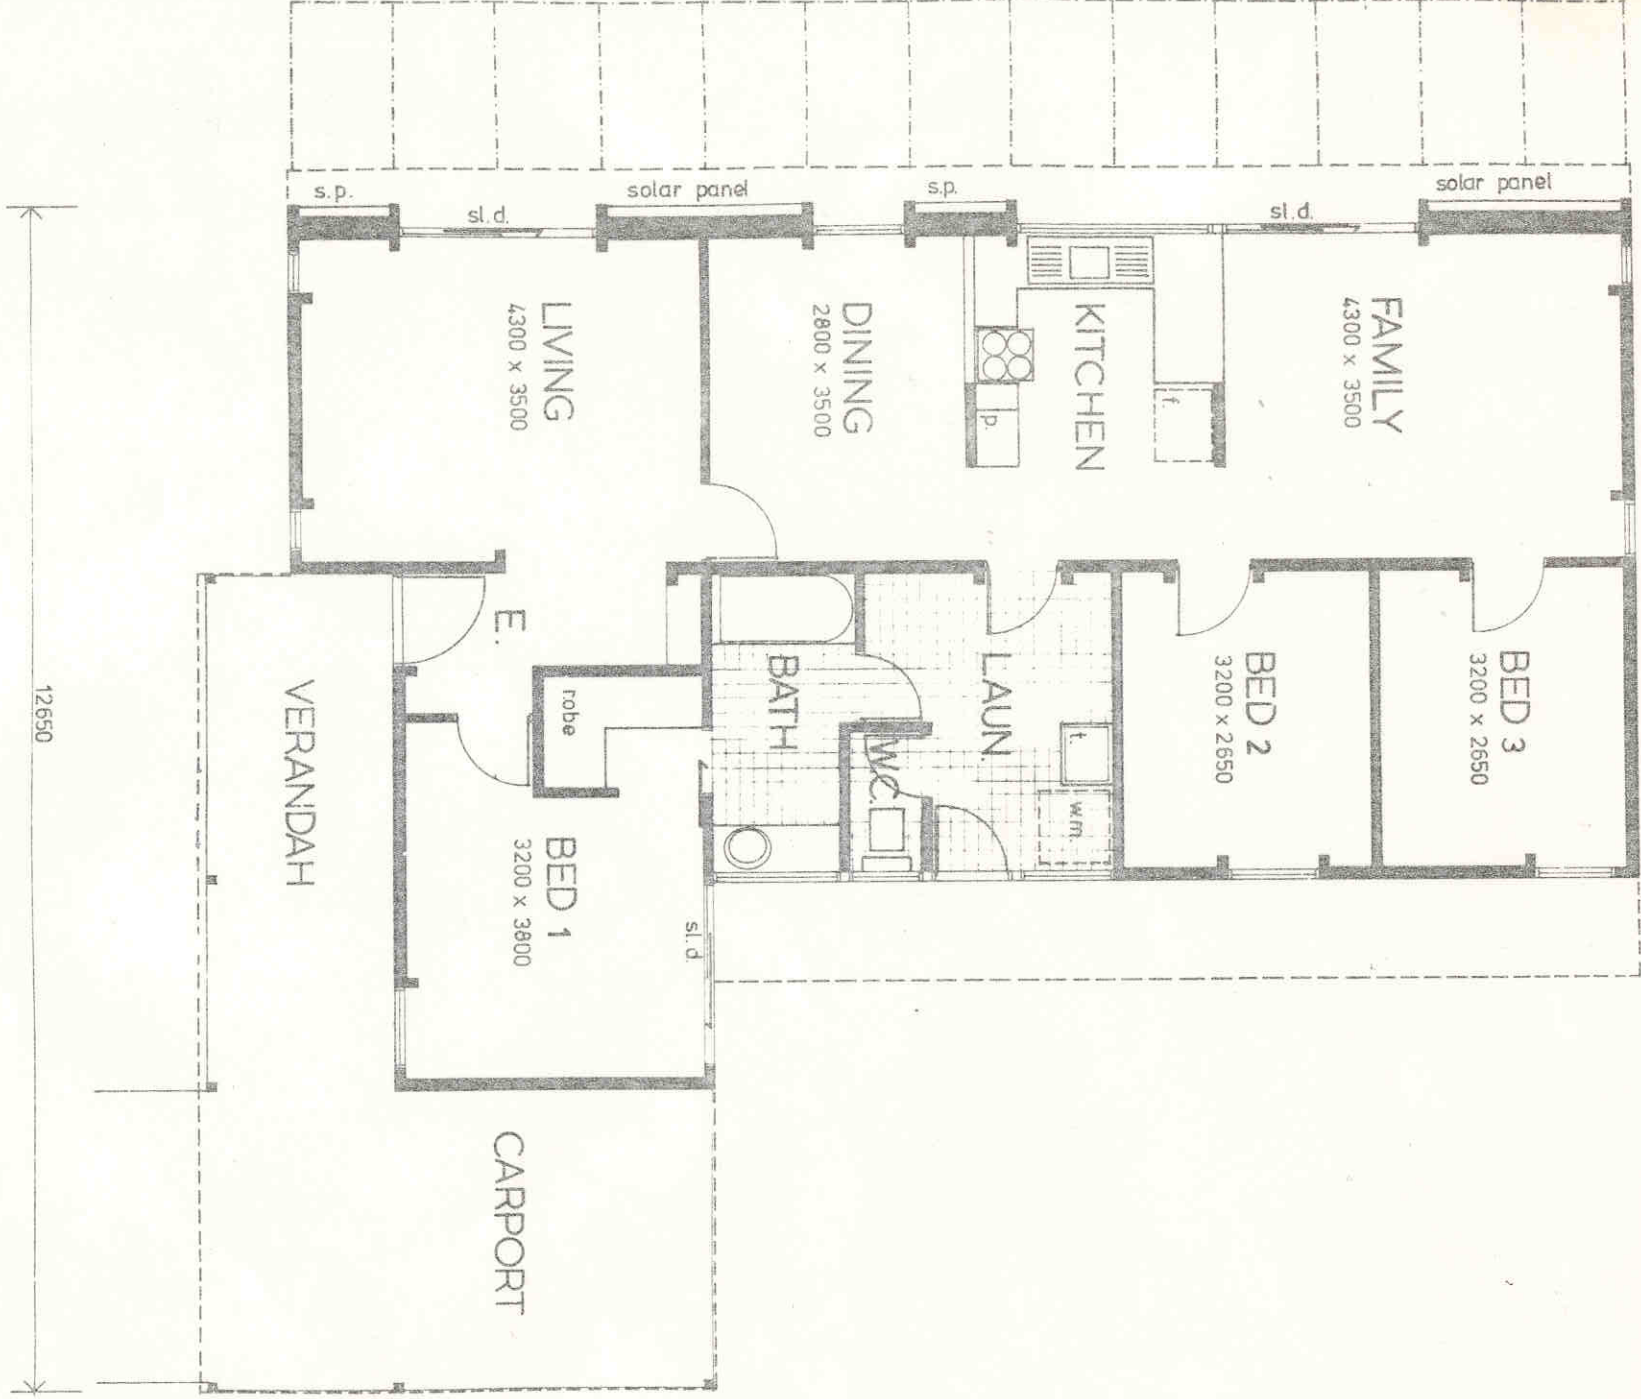 s.p.
solar panel
s.p.
solar panel
sl.d.
sl.d.
LIVING
4300 x 3500
DINING
2800 x 3500
KITCHEN
p.
f.
FAMILY
4300 x 3500
E.
robe
BATH
W.C.
LAUN.
t.
w.m.
BED 2
3200 x 2650
BED 3
3200 x 2650
VERANDAH
BED 1
3200 x 3800
sl.d.
CARPORT
12650